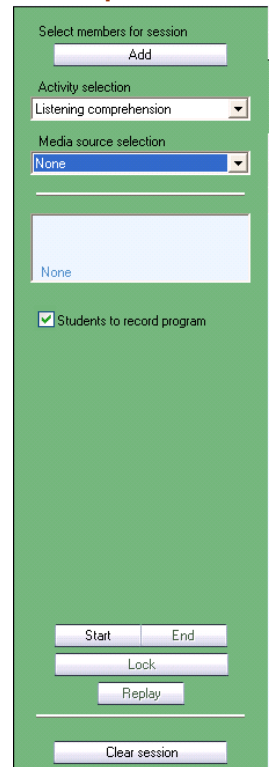 Select members for session
Add
Activity selection
Listening comprehension
Media source selection
None
None
Students to record program
Start End
Lock
Replay
Clear session